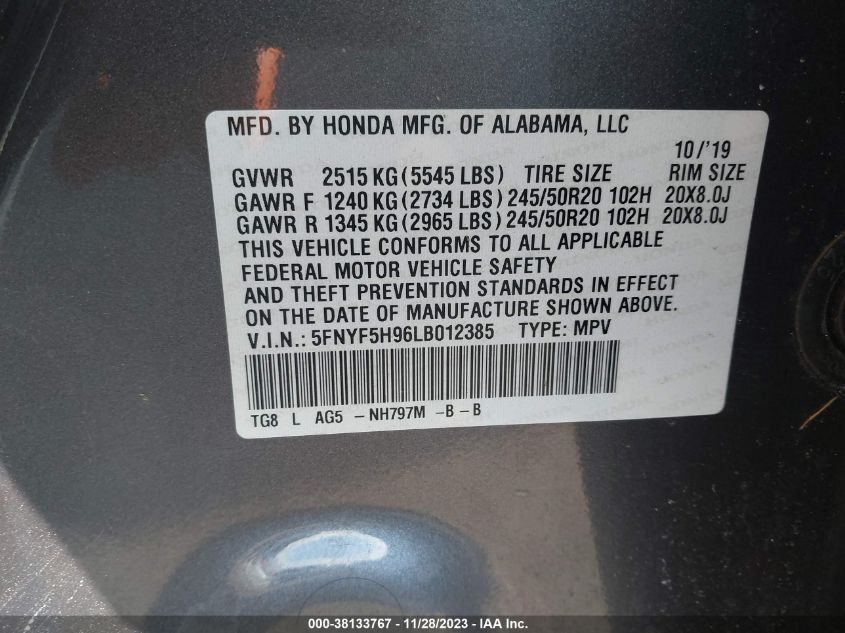 MFD. BY HONDA MFG. OF ALABAMA, LLC
10/'19
GVWR 2515 KG (5545 LBS) TIRE SIZE RIM SIZE
GAWR F 1240 KG (2734 LBS) 245/50R20 102H 20X8.0J
GAWR R 1345 KG (2965 LBS) 245/50R20 102H 20X8.0J
THIS VEHICLE CONFORMS TO ALL APPLICABLE
FEDERAL MOTOR VEHICLE SAFETY
AND THEFT PREVENTION STANDARDS IN EFFECT
ON THE DATE OF MANUFACTURE SHOWN ABOVE.
V.I.N.: 5FNYF5H96LB012385 TYPE: MPV
TG8 L AG5 - NH797M - B - B
000-38133767 - 11/28/2023 - IAA Inc.